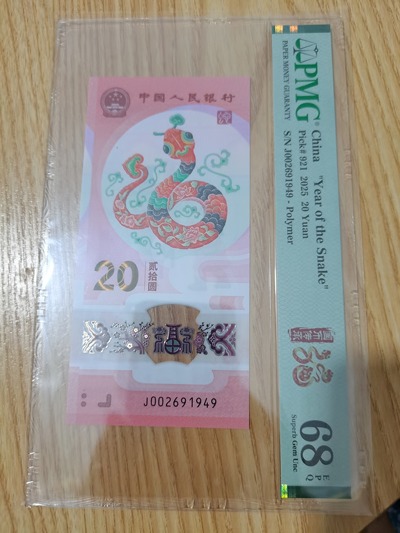 中国人民银行
20
贰拾圆
J002691949
PMG®
PAPER MONEY GUARANTY
China "Year of the Snake"
Pick# 921 2025 20 Yuan
S/N J002691949 - Polymer
68 EPQ
Superb Gem Unc